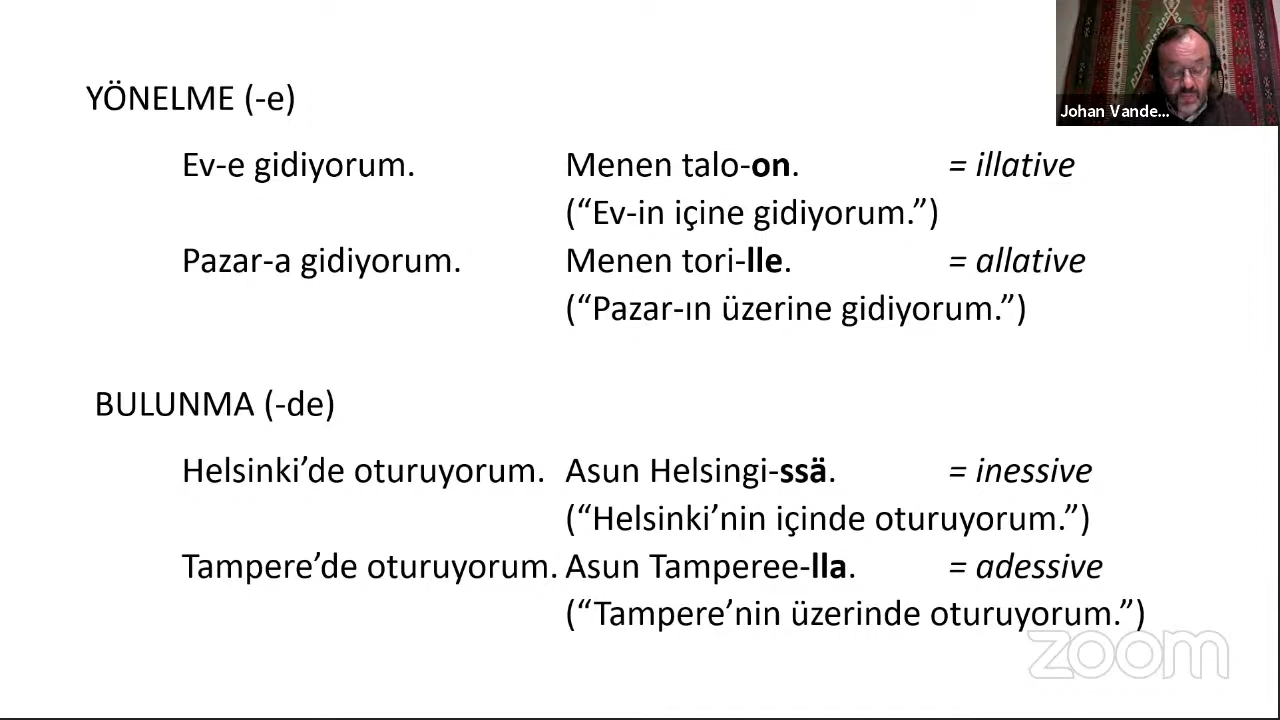 YÖNELME (-e)
Johan Vande...
Ev-e gidiyorum. Menen talo-on. = illative
(“Ev-in içine gidiyorum.”)
Pazar-a gidiyorum. Menen tori-lle. = allative
(“Pazar-ın üzerine gidiyorum.”)
BULUNMA (-de)
Helsinki’de oturuyorum. Asun Helsingi-ssä. = inessive
(“Helsinki’nin içinde oturuyorum.”)
Tampere’de oturuyorum. Asun Tamperee-lla. = adessive
(“Tampere’nin üzerinde oturuyorum.”)
zoom